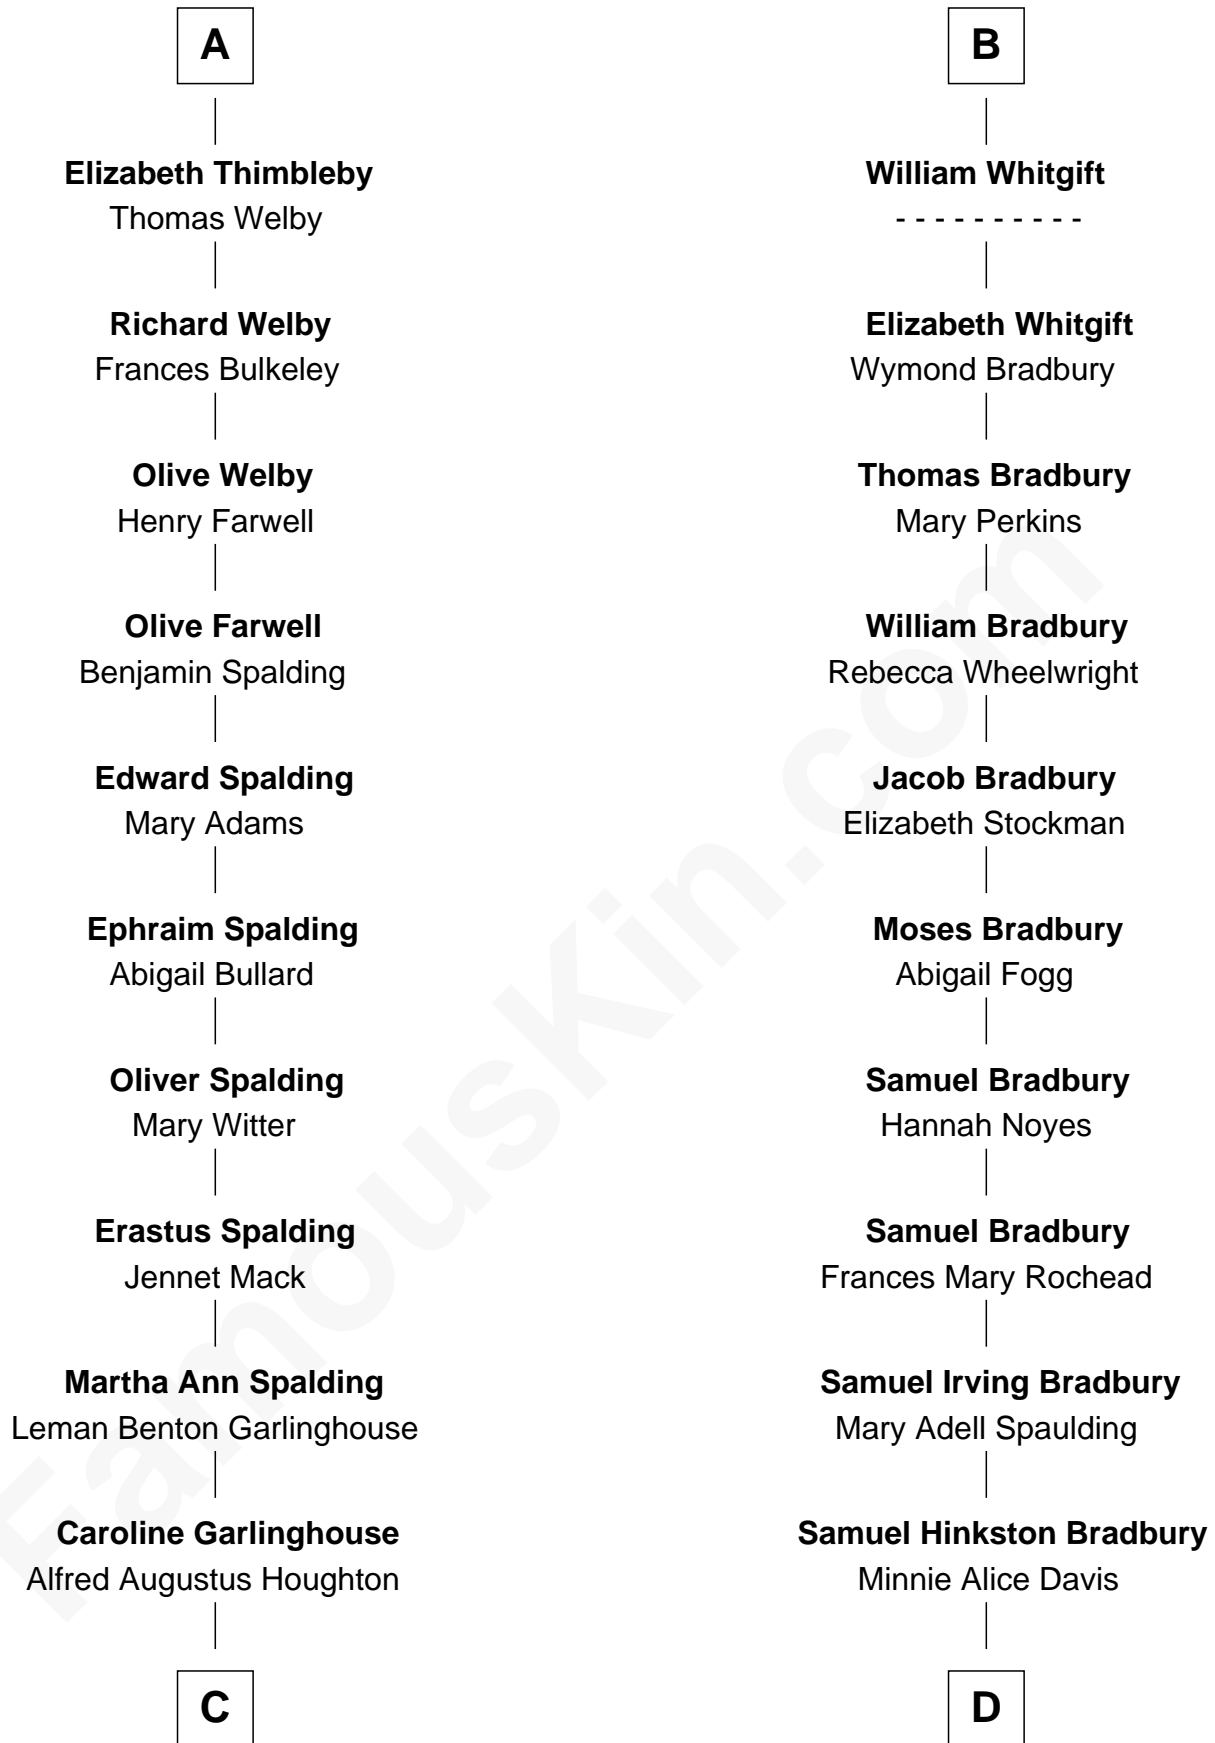 A
Elizabeth Thimbleby
Thomas Welby
Richard Welby
Frances Bulkeley
Olive Welby
Henry Farwell
Olive Farwell
Benjamin Spalding
Edward Spalding
Mary Adams
Ephraim Spalding
Abigail Bullard
Oliver Spalding
Mary Witter
Erastus Spalding
Jennet Mack
Martha Ann Spalding
Leman Benton Garlinghouse
Caroline Garlinghouse
Alfred Augustus Houghton
C
B
William Whitgift
- - - - - - - - - -
Elizabeth Whitgift
Wymond Bradbury
Thomas Bradbury
Mary Perkins
William Bradbury
Rebecca Wheelwright
Jacob Bradbury
Elizabeth Stockman
Moses Bradbury
Abigail Fogg
Samuel Bradbury
Hannah Noyes
Samuel Bradbury
Frances Mary Rochead
Samuel Irving Bradbury
Mary Adell Spaulding
Samuel Hinkston Bradbury
Minnie Alice Davis
D
FamousKin.com